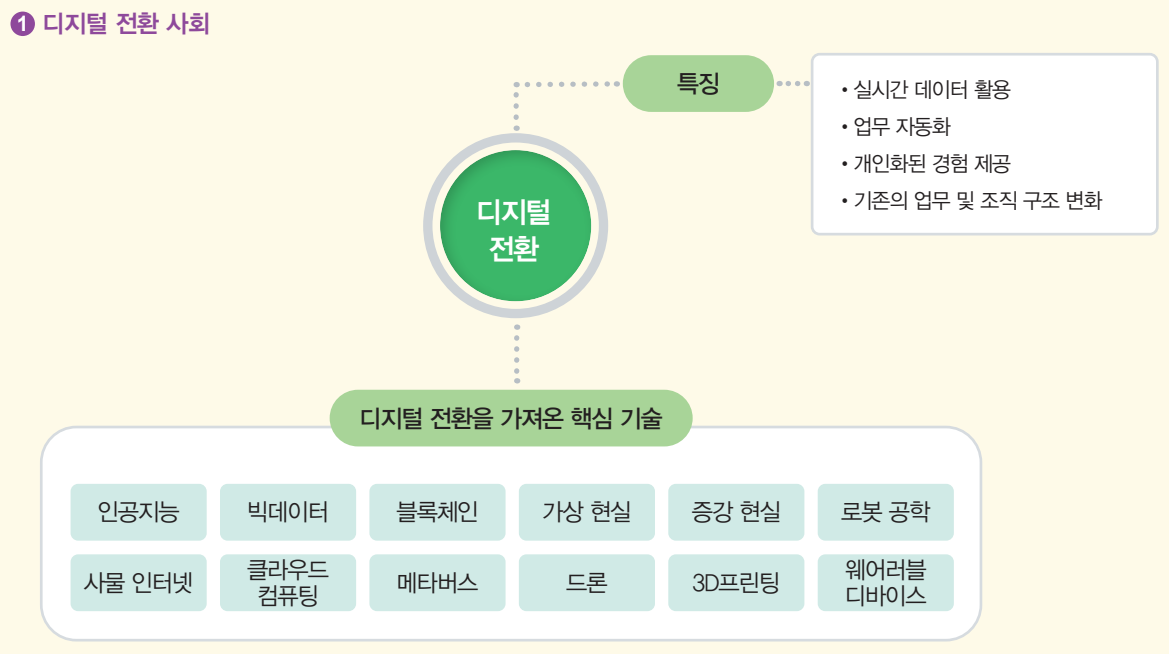 ❶ 디지털 전환 사회
특징
• 실시간 데이터 활용
• 업무 자동화
• 개인화된 경험 제공
• 기존의 업무 및 조직 구조 변화
디지털
전환
디지털 전환을 가져온 핵심 기술
인공지능
빅데이터
블록체인
가상 현실
증강 현실
로봇 공학
사물 인터넷
클라우드
컴퓨팅
메타버스
드론
3D프린팅
웨어러블
디바이스